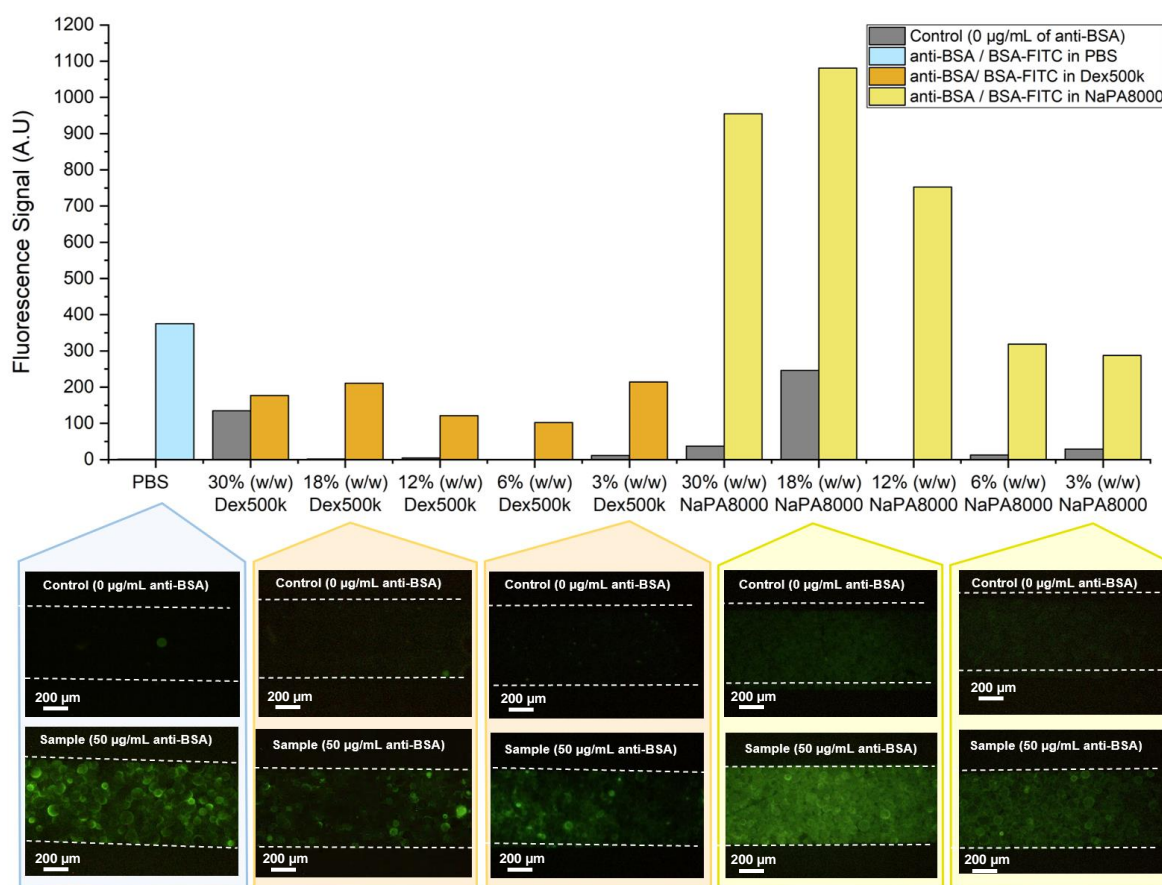 1200
1100
1000
900
800
700
600
500
400
300
200
100
0
Fluorescence Signal (A.U)
Control (0 µg/mL of anti-BSA)
anti-BSA / BSA-FITC in PBS
anti-BSA/ BSA-FITC in Dex500k
anti-BSA / BSA-FITC in NaPA8000
PBS
30% (w/w)
Dex500k
18% (w/w)
Dex500k
12% (w/w)
Dex500k
6% (w/w)
Dex500k
3% (w/w)
Dex500k
30% (w/w)
NaPA8000
18% (w/w)
NaPA8000
12% (w/w)
NaPA8000
6% (w/w)
NaPA8000
3% (w/w)
NaPA8000
Control (0 µg/mL anti-BSA)
200 µm
Control (0 µg/mL anti-BSA)
200 µm
Control (0 µg/mL anti-BSA)
200 µm
Control (0 µg/mL anti-BSA)
200 µm
Control (0 µg/mL anti-BSA)
200 µm
Sample (50 µg/mL anti-BSA)
200 µm
Sample (50 µg/mL anti-BSA)
200 µm
Sample (50 µg/mL anti-BSA)
200 µm
Sample (50 µg/mL anti-BSA)
200 µm
Sample (50 µg/mL anti-BSA)
200 µm